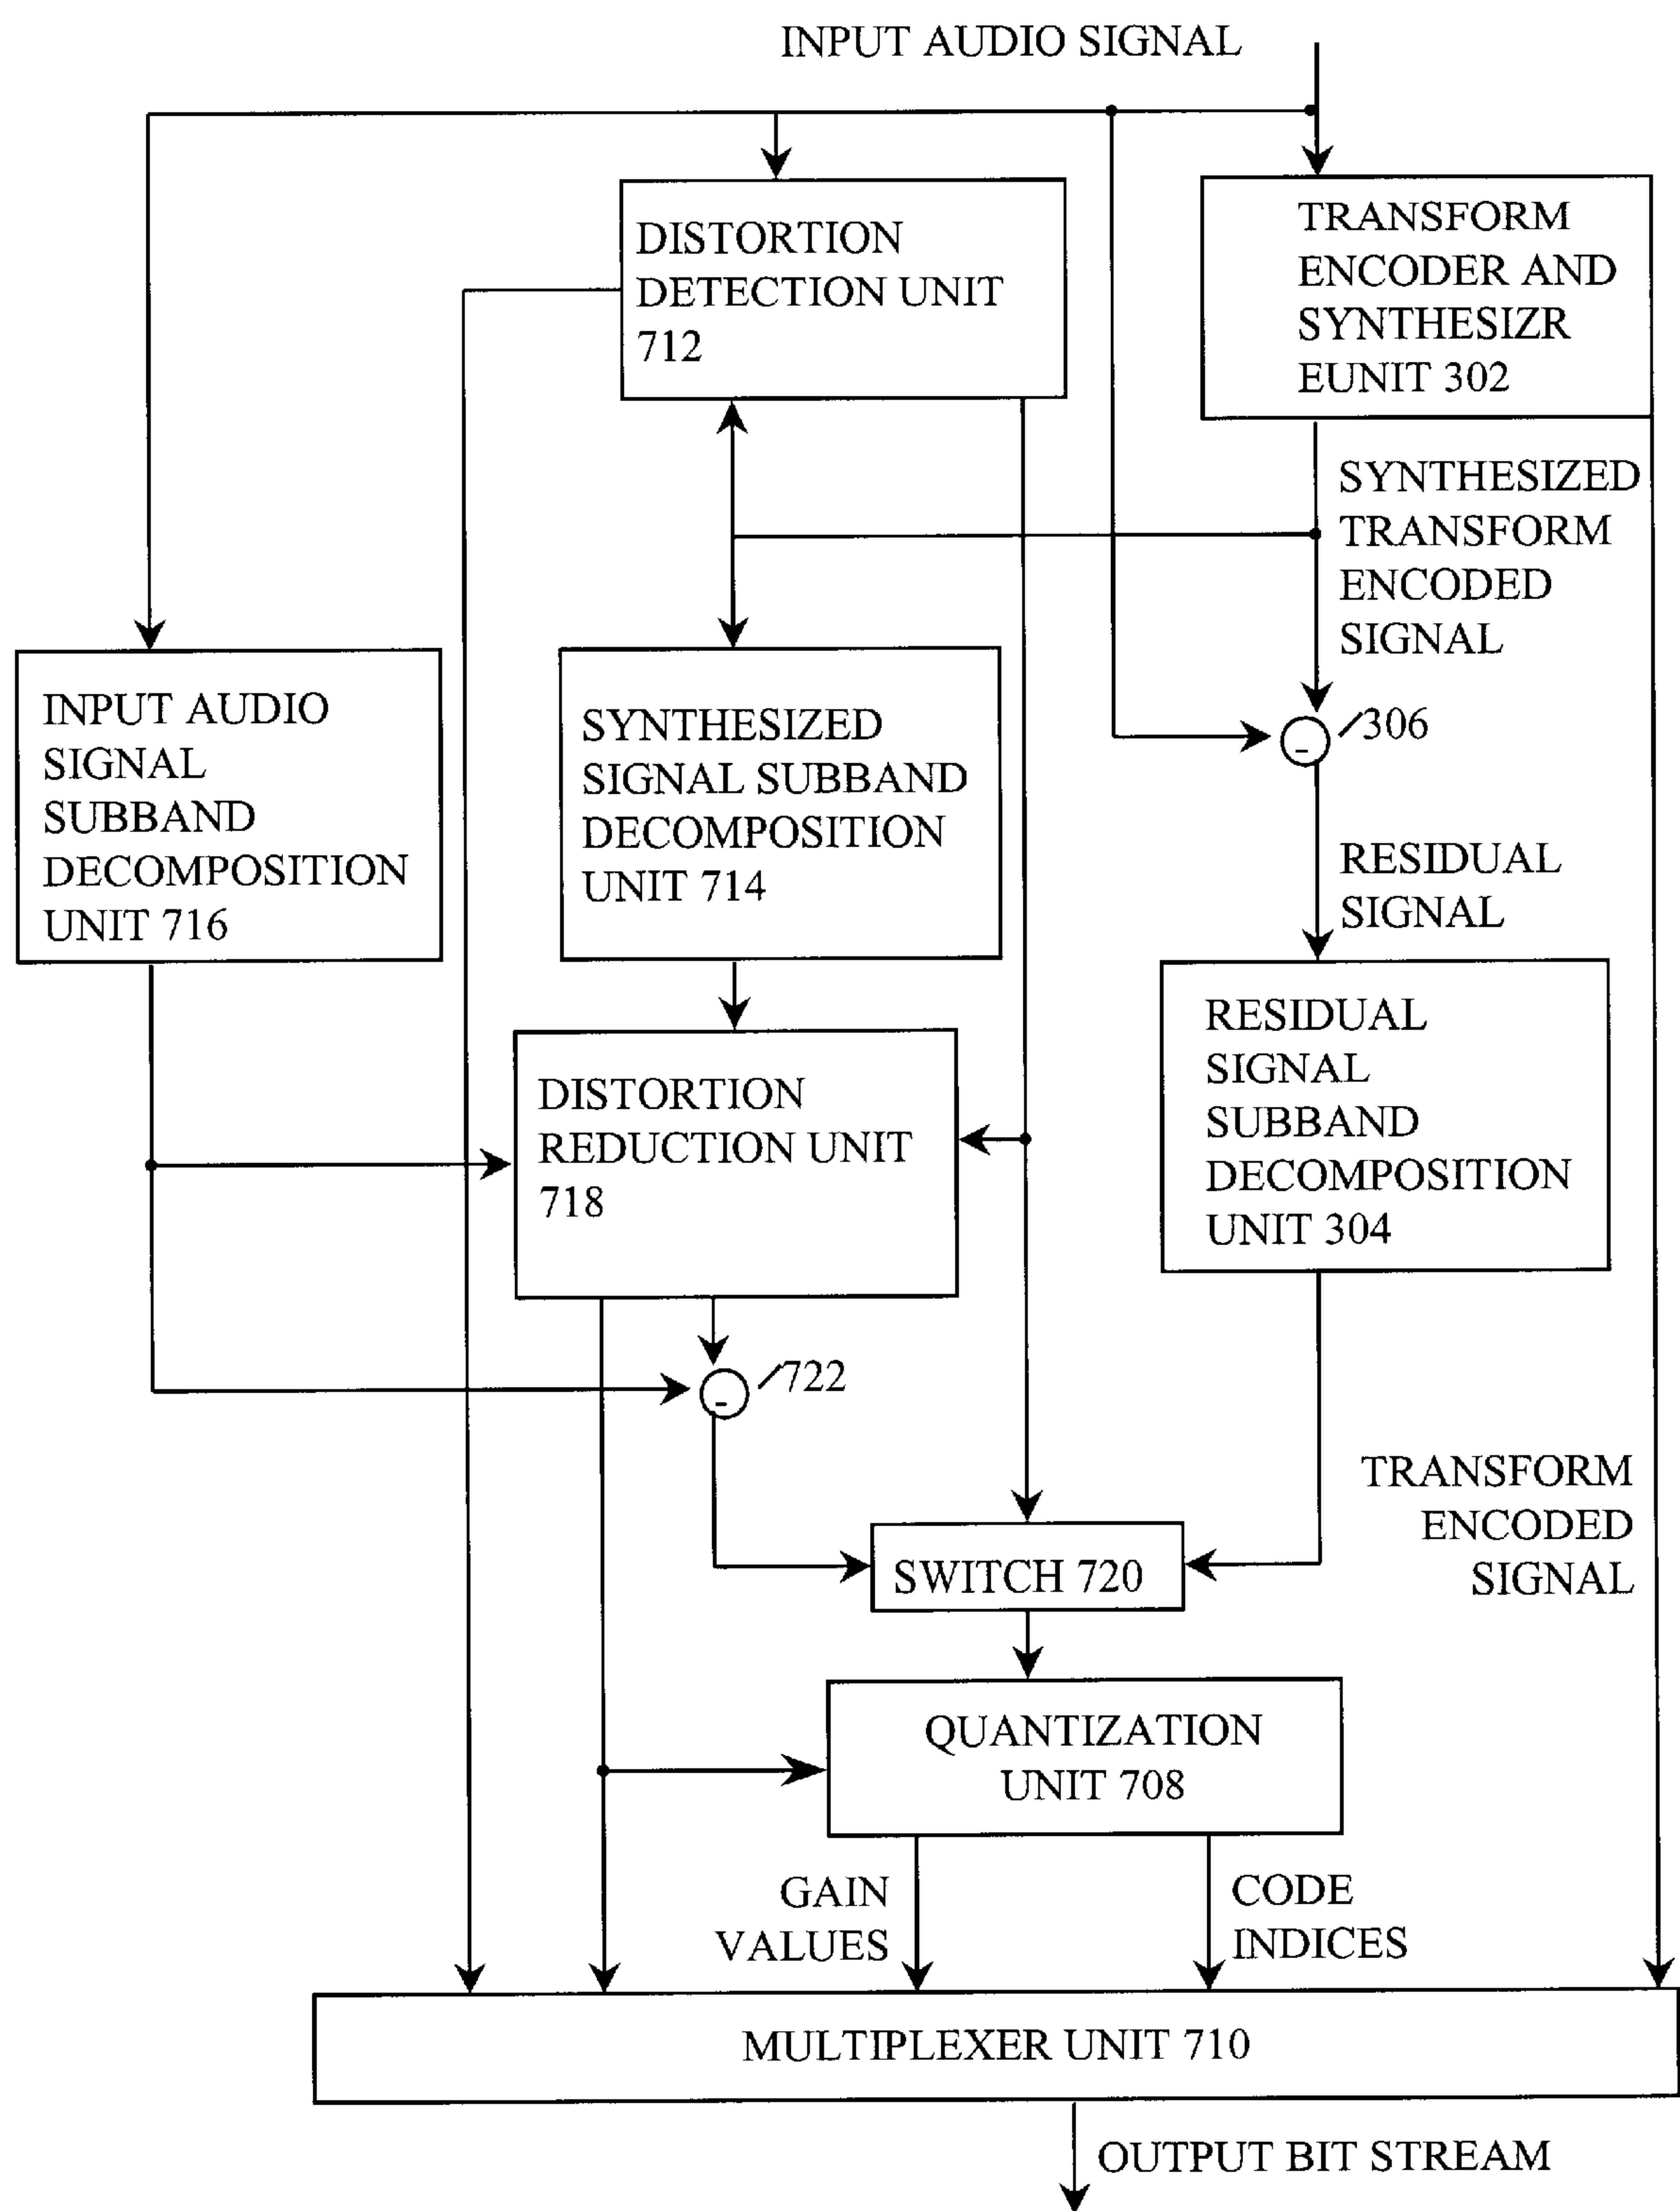 INPUT AUDIO SIGNAL
DISTORTION
DETECTION UNIT
712
TRANSFORM
ENCODER AND
SYNTHESIZR
EUNIT 302
SYNTHESIZED
TRANSFORM
ENCODED
SIGNAL
INPUT AUDIO
SIGNAL
SUBBAND
DECOMPOSITION
UNIT 716
SYNTHESIZED
SIGNAL SUBBAND
DECOMPOSITION
UNIT 714
-
306
RESIDUAL
SIGNAL
DISTORTION
REDUCTION UNIT
718
RESIDUAL
SIGNAL
SUBBAND
DECOMPOSITION
UNIT 304
-
722
TRANSFORM
ENCODED
SIGNAL
SWITCH 720
QUANTIZATION
UNIT 708
GAIN
VALUES
CODE
INDICES
MULTIPLEXER UNIT 710
OUTPUT BIT STREAM